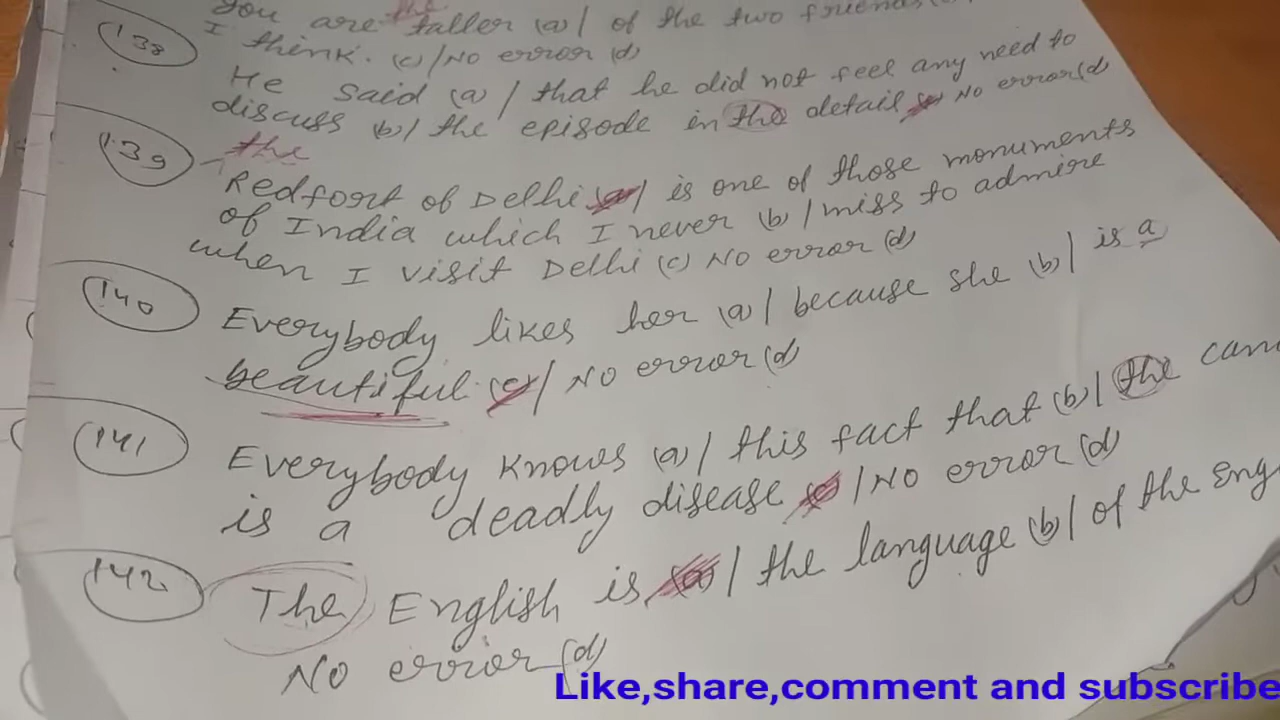 the
You are taller (a) / of the two friends
I think. (c) / No error (d)
138 He said (a) / that he did not feel any need to
discuss (b) / the episode in the detail (c) No error (d)
the
139 Redfort of Delhi (a) / is one of those monuments
of India which I never (b) / miss to admire
when I visit Delhi (c) No error (d)
140 Everybody likes her (a) / because she (b) / is a
beautiful. (c) / No error (d)
141 Everybody knows (a) / this fact that (b) / the can
is a deadly disease (c) / No error (d)
142 The English is (a) / the language (b) / of the Eng
No error (d)
Like,share,comment and subscribe